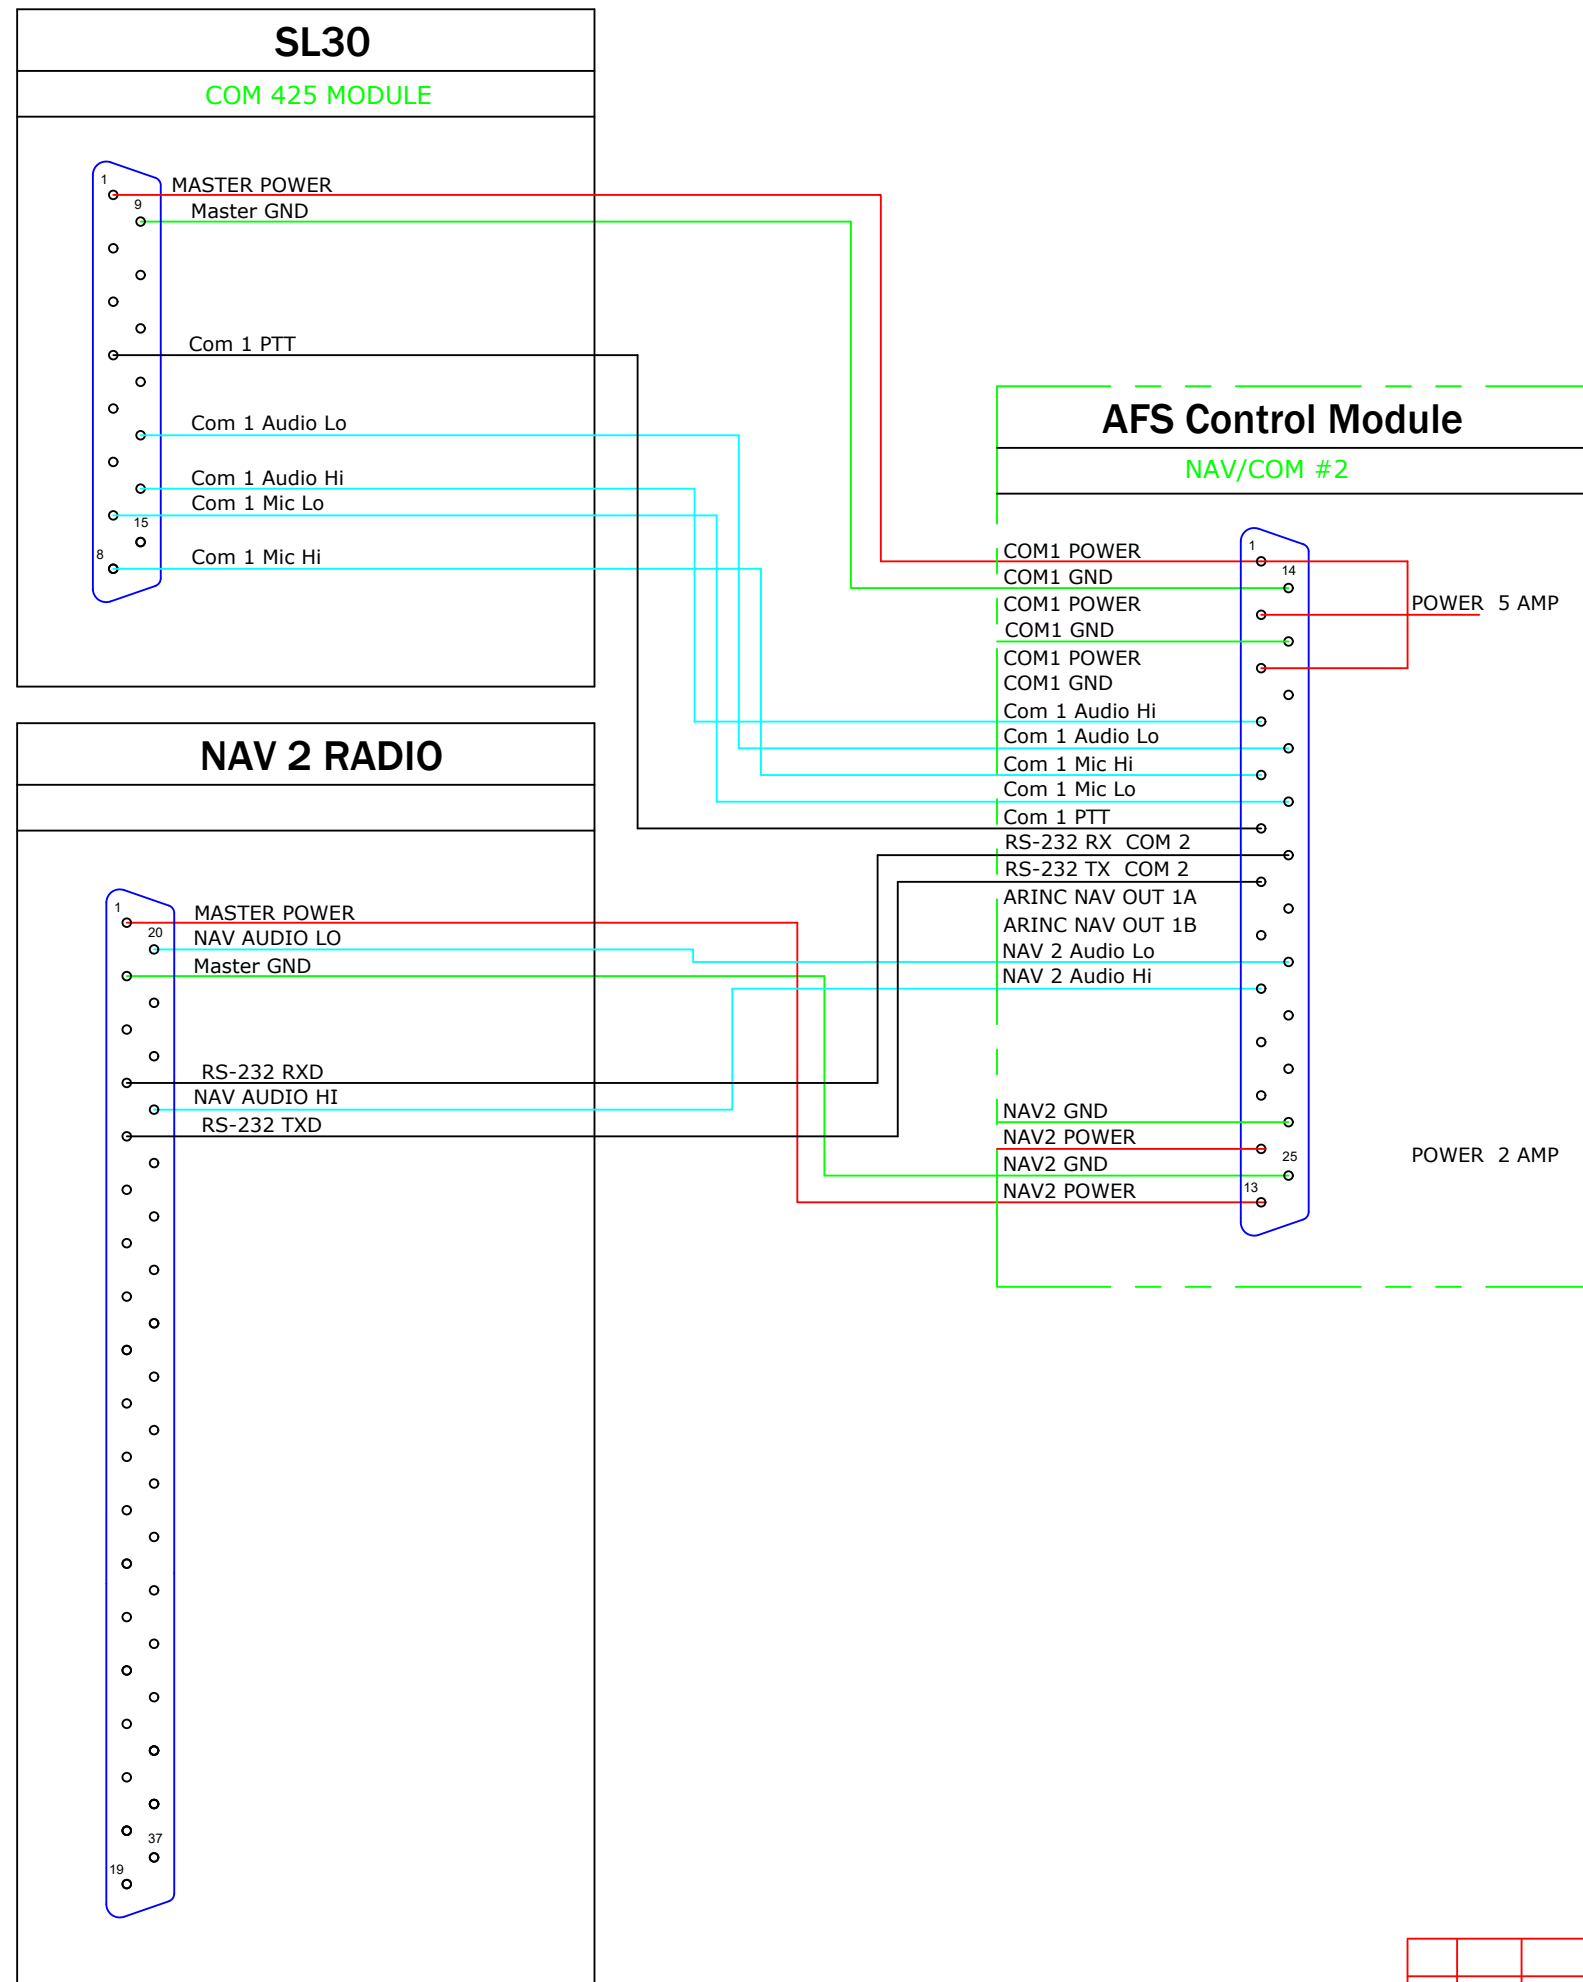 SL30
COM 425 MODULE
1
MASTER POWER
9
Master GND
Com 1 PTT
Com 1 Audio Lo
Com 1 Audio Hi
Com 1 Mic Lo
15
8
Com 1 Mic Hi
NAV 2 RADIO
1
MASTER POWER
20
NAV AUDIO LO
Master GND
RS-232 RXD
NAV AUDIO HI
RS-232 TXD
37
19
AFS Control Module
NAV/COM #2
COM1 POWER
1
14
COM1 GND
COM1 POWER
POWER 5 AMP
COM1 GND
COM1 POWER
COM1 GND
Com 1 Audio Hi
Com 1 Audio Lo
Com 1 Mic Hi
Com 1 Mic Lo
Com 1 PTT
RS-232 RX COM 2
RS-232 TX COM 2
ARINC NAV OUT 1A
ARINC NAV OUT 1B
NAV 2 Audio Lo
NAV 2 Audio Hi
NAV2 GND
NAV2 POWER
25
POWER 2 AMP
NAV2 GND
NAV2 POWER
13